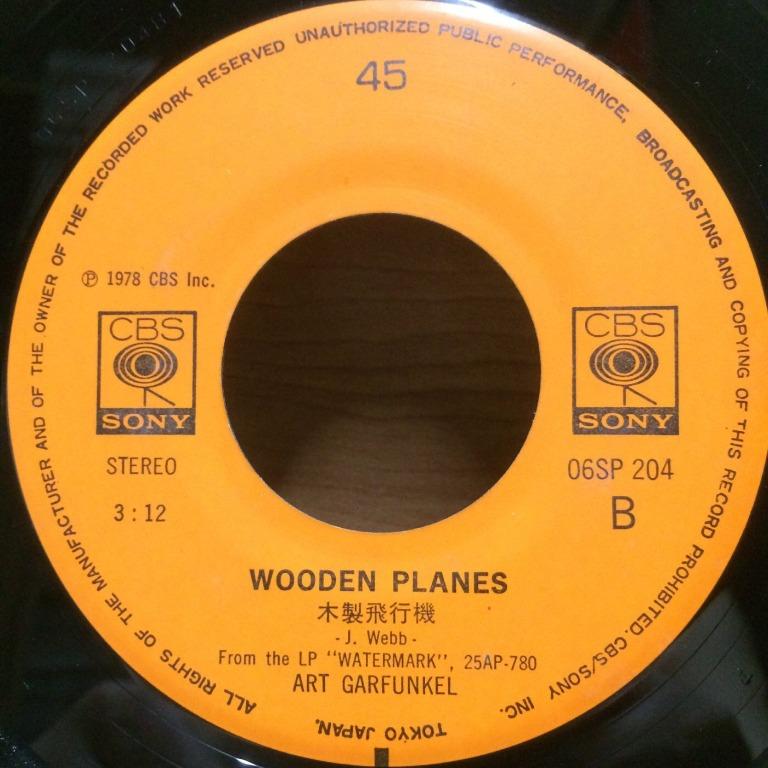 ALL RIGHTS OF THE MANUFACTURER AND OF THE OWNER OF THE RECORDED WORK RESERVED UNAUTHORIZED PUBLIC PERFORMANCE, BROADCASTING AND COPYING OF THIS RECORD PROHIBITED. CBS/SONY INC. TOKYO JAPAN.
45
Ⓟ 1978 CBS Inc.
CBS
SONY
STEREO
3 : 12
CBS
SONY
06SP 204
B
WOODEN PLANES
木製飛行機
- J. Webb -
From the LP "WATERMARK", 25AP-780
ART GARFUNKEL